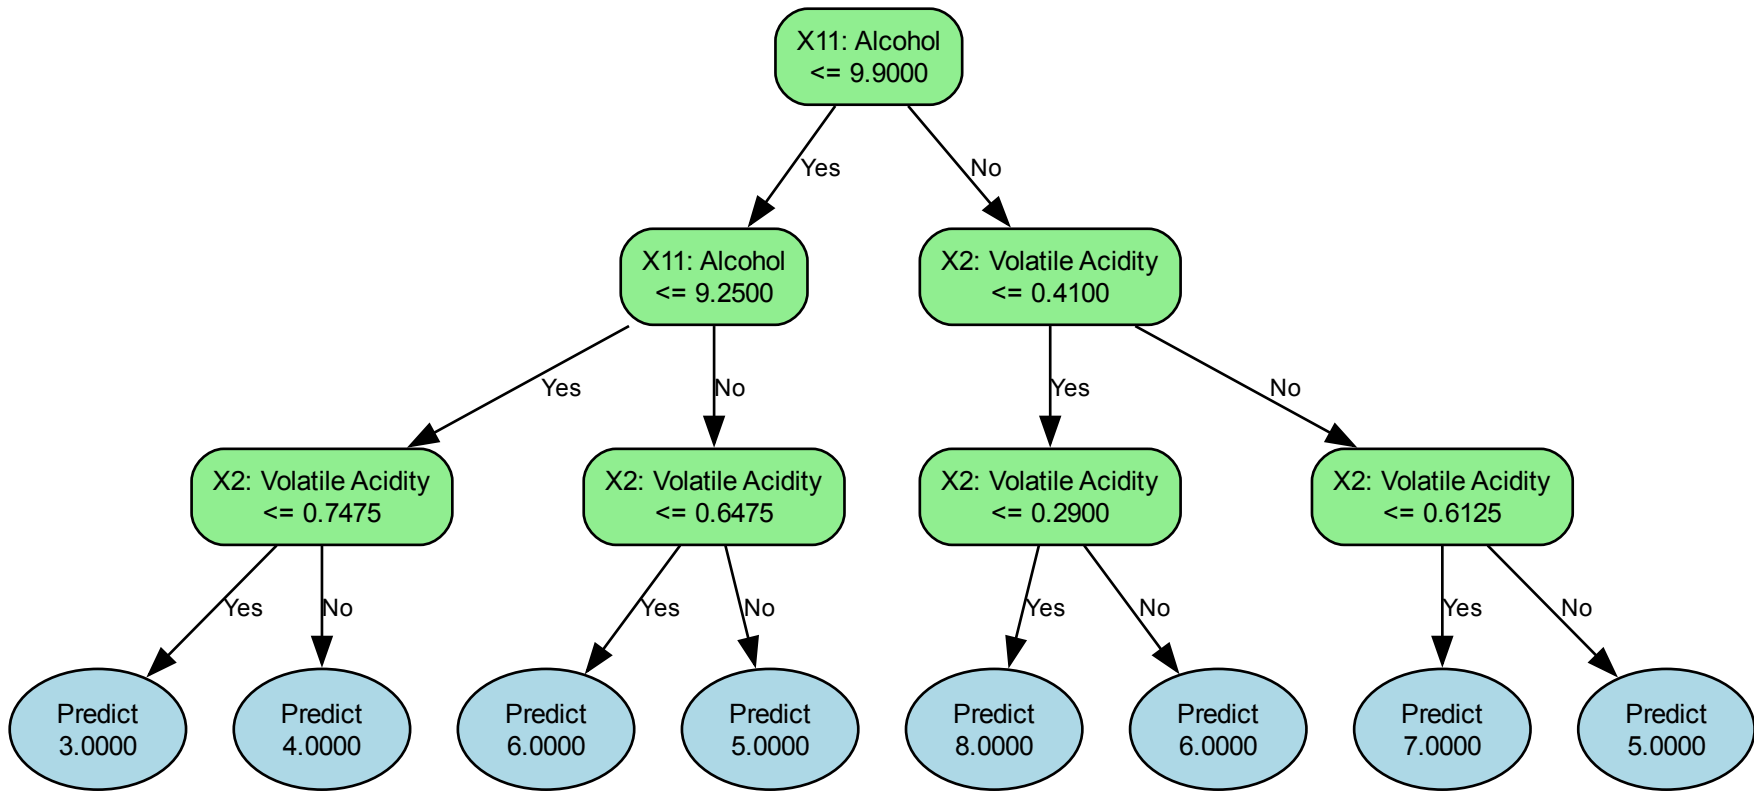 X11: Alcohol
<= 9.9000
Yes
No
X11: Alcohol
<= 9.2500
X2: Volatile Acidity
<= 0.4100
Yes
No
Yes
No
X2: Volatile Acidity
<= 0.7475
X2: Volatile Acidity
<= 0.6475
X2: Volatile Acidity
<= 0.2900
X2: Volatile Acidity
<= 0.6125
Yes
No
Yes
No
Yes
No
Yes
No
Predict
3.0000
Predict
4.0000
Predict
6.0000
Predict
5.0000
Predict
8.0000
Predict
6.0000
Predict
7.0000
Predict
5.0000